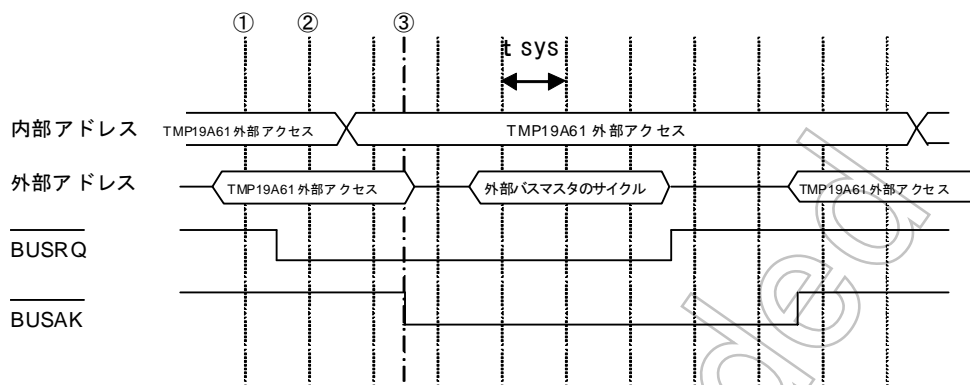 ① ② ③
t sys
内部アドレス TMP19A61外部アクセス TMP19A61 外部アクセス
外部アドレス TMP19A61外部アクセス 外部バスマスタのサイクル TMP19A61外部アクセス
BUSRQ
BUSAK
ded